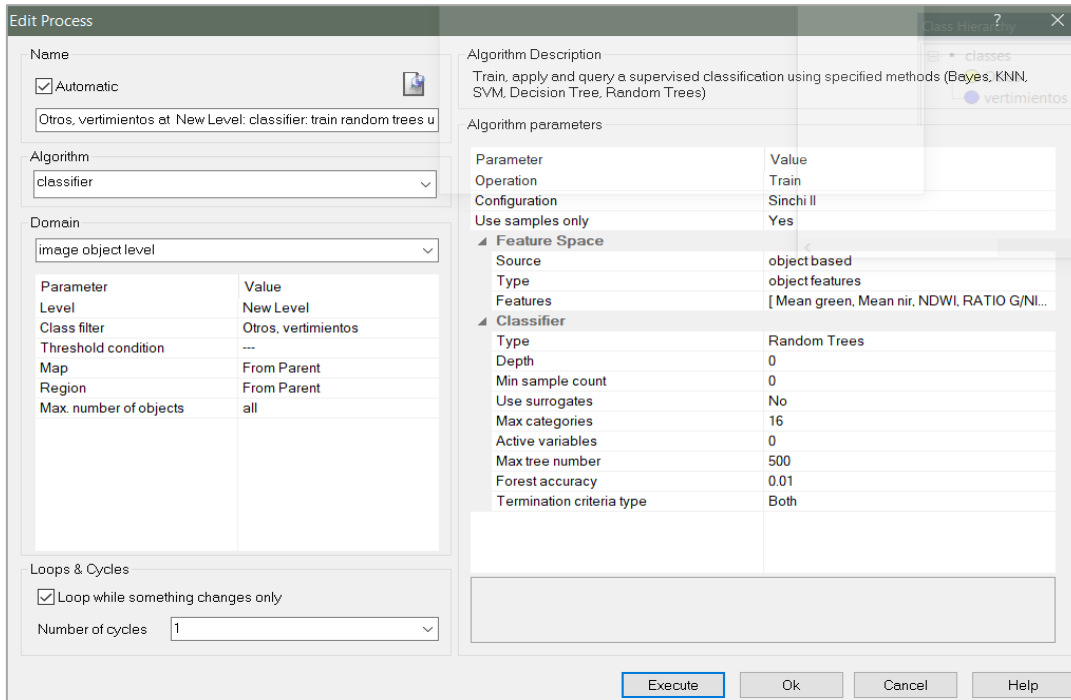 Edit Process
?
Class Hierarchy
classes
vertimientos
Name
Automatic
Otros, vertimientos at  New Level: classifier: train random trees u
Algorithm
classifier
Domain
image object level
Parameter Value
Level New Level
Class filter Otros, vertimientos
Threshold condition ---
Map From Parent
Region From Parent
Max. number of objects all
Loops & Cycles
Loop while something changes only
Number of cycles 1
Algorithm Description
Train, apply and query a supervised classification using specified methods (Bayes, KNN,
SVM, Decision Tree, Random Trees)
Algorithm parameters
Parameter Value
Operation Train
Configuration Sinchi II
Use samples only Yes
Feature Space
Source object based
Type object features
Features [ Mean green, Mean nir, NDWI, RATIO G/NI...
Classifier
Type Random Trees
Depth 0
Min sample count 0
Use surrogates No
Max categories 16
Active variables 0
Max tree number 500
Forest accuracy 0.01
Termination criteria type Both
Execute Ok Cancel Help